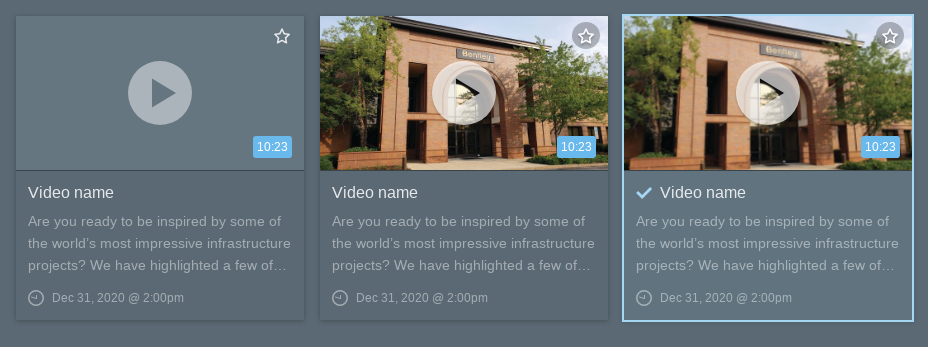 10:23
Video name
Are you ready to be inspired by some of
the world's most impressive infrastructure
projects? We have highlighted a few of...
Dec 31, 2020 @ 2:00pm
Bentley
10:23
Video name
Are you ready to be inspired by some of
the world's most impressive infrastructure
projects? We have highlighted a few of...
Dec 31, 2020 @ 2:00pm
Bentley
10:23
Video name
Are you ready to be inspired by some of
the world's most impressive infrastructure
projects? We have highlighted a few of...
Dec 31, 2020 @ 2:00pm